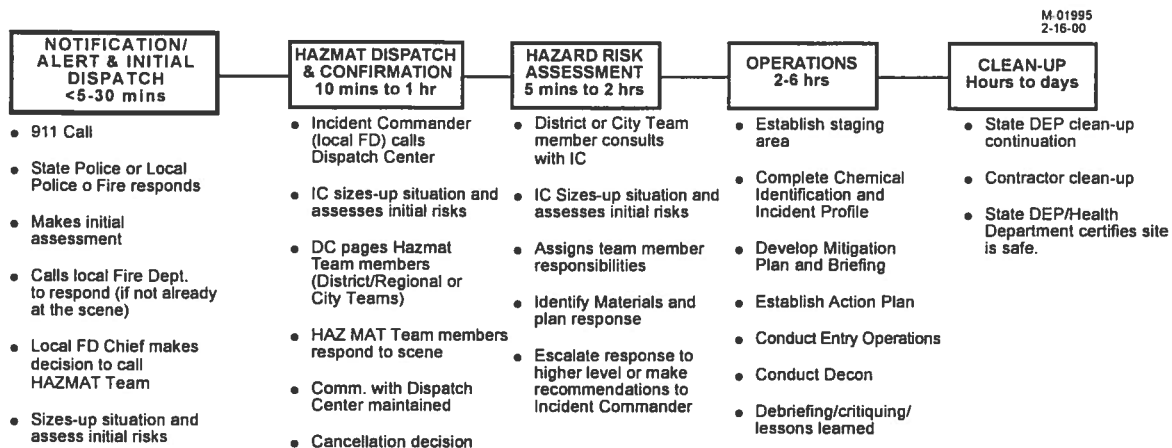 M-01995
2-16-00
NOTIFICATION/
ALERT & INITIAL
DISPATCH
<5-30 mins
● 911 Call
● State Police or Local
Police o Fire responds
● Makes initial
assessment
● Calls local Fire Dept.
to respond (if not already
at the scene)
● Local FD Chief makes
decision to call
HAZMAT Team
● Sizes-up situation and
assess initial risks
HAZMAT DISPATCH
& CONFIRMATION
10 mins to 1 hr
● Incident Commander
(local FD) calls
Dispatch Center
● IC sizes-up situation and
assesses initial risks
● DC pages Hazmat
Team members
(District/Regional or
City Teams)
● HAZ MAT Team members
respond to scene
● Comm. with Dispatch
Center maintained
● Cancellation decision
HAZARD RISK
ASSESSMENT
5 mins to 2 hrs
● District or City Team
member consults
with IC
● IC Sizes-up situation and
assesses initial risks
● Assigns team member
responsibilities
● Identify Materials and
plan response
● Escalate response to
higher level or make
recommendations to
Incident Commander
OPERATIONS
2-6 hrs
● Establish staging
area
● Complete Chemical
Identification and
Incident Profile
● Develop Mitigation
Plan and Briefing
● Establish Action Plan
● Conduct Entry Operations
● Conduct Decon
● Debriefing/critiquing/
lessons learned
CLEAN-UP
Hours to days
● State DEP clean-up
continuation
● Contractor clean-up
● State DEP/Health
Department certifies site
is safe.